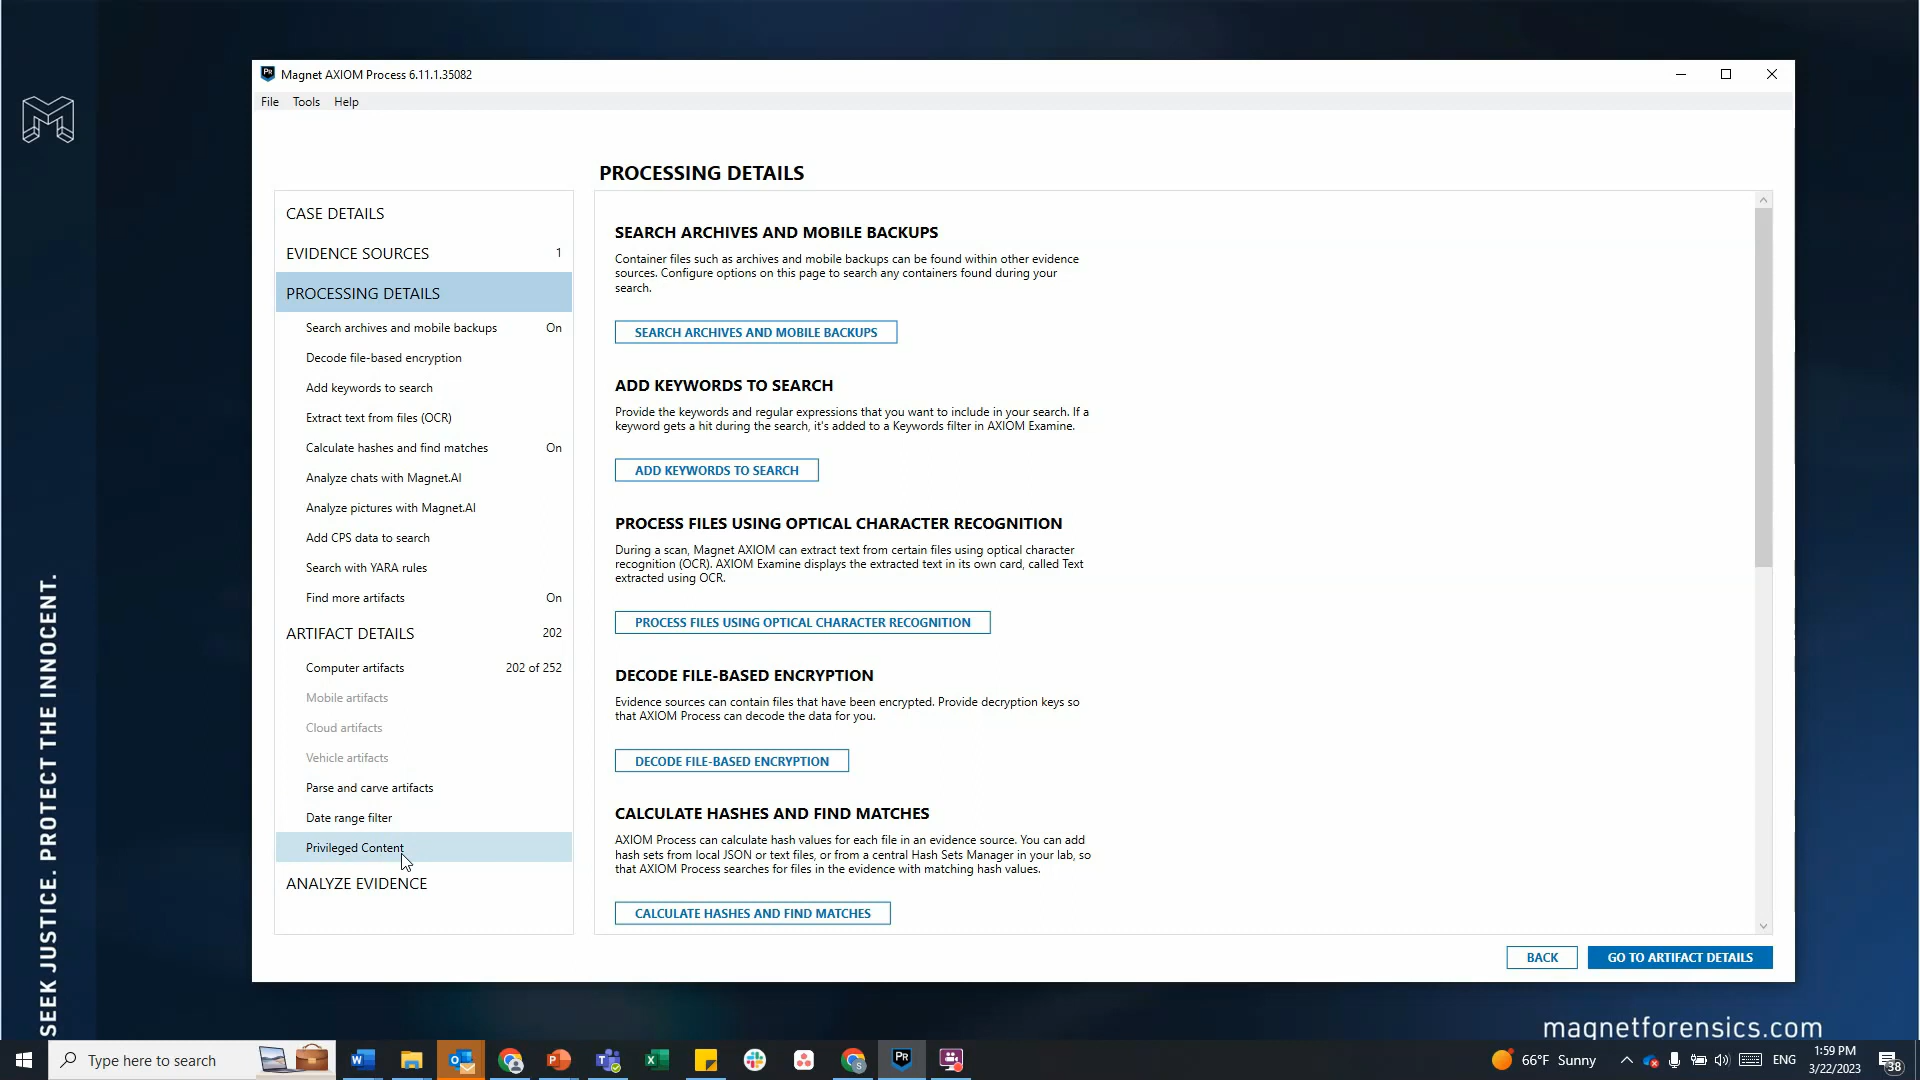 Magnet AXIOM Process 6.11.1.35082
File Tools Help
PROCESSING DETAILS
CASE DETAILS
EVIDENCE SOURCES 1
PROCESSING DETAILS
Search archives and mobile backups On
Decode file-based encryption
Add keywords to search
Extract text from files (OCR)
Calculate hashes and find matches On
Analyze chats with Magnet.AI
Analyze pictures with Magnet.AI
Add CPS data to search
Search with YARA rules
Find more artifacts On
ARTIFACT DETAILS 202
Computer artifacts 202 of 252
Mobile artifacts
Cloud artifacts
Vehicle artifacts
Parse and carve artifacts
Date range filter
Privileged Content
ANALYZE EVIDENCE
SEARCH ARCHIVES AND MOBILE BACKUPS
Container files such as archives and mobile backups can be found within other evidence
sources. Configure options on this page to search any containers found during your
search.
SEARCH ARCHIVES AND MOBILE BACKUPS
ADD KEYWORDS TO SEARCH
Provide the keywords and regular expressions that you want to include in your search. If a
keyword gets a hit during the search, it's added to a Keywords filter in AXIOM Examine.
ADD KEYWORDS TO SEARCH
PROCESS FILES USING OPTICAL CHARACTER RECOGNITION
During a scan, Magnet AXIOM can extract text from certain files using optical character
recognition (OCR). AXIOM Examine displays the extracted text in its own card, called Text
extracted using OCR.
PROCESS FILES USING OPTICAL CHARACTER RECOGNITION
DECODE FILE-BASED ENCRYPTION
Evidence sources can contain files that have been encrypted. Provide decryption keys so
that AXIOM Process can decode the data for you.
DECODE FILE-BASED ENCRYPTION
CALCULATE HASHES AND FIND MATCHES
AXIOM Process can calculate hash values for each file in an evidence source. You can add
hash sets from local JSON or text files, or from a central Hash Sets Manager in your lab, so
that AXIOM Process searches for files in the evidence with matching hash values.
CALCULATE HASHES AND FIND MATCHES
BACK GO TO ARTIFACT DETAILS
SEEK JUSTICE. PROTECT THE INNOCENT.
magnetforensics.com
Type here to search
66°F Sunny
ENG
1:59 PM
3/22/2023
38